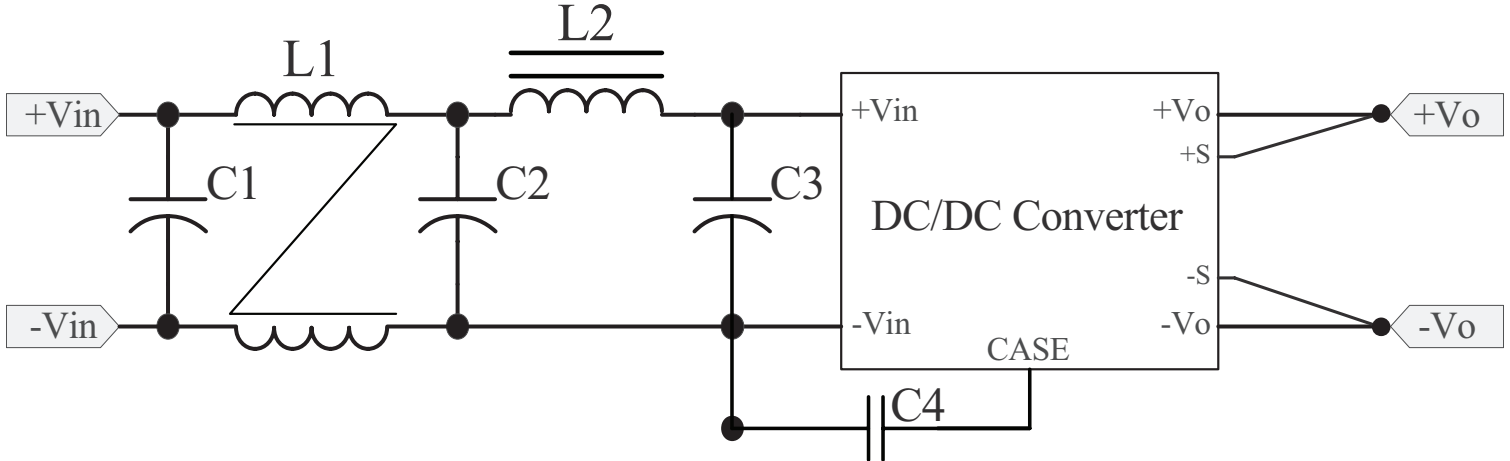 L1
L2
+Vin
+Vin
+Vo
+Vo
+S
C1
C2
C3
DC/DC Converter
-S
-Vin
-Vin
-Vo
-Vo
CASE
C4